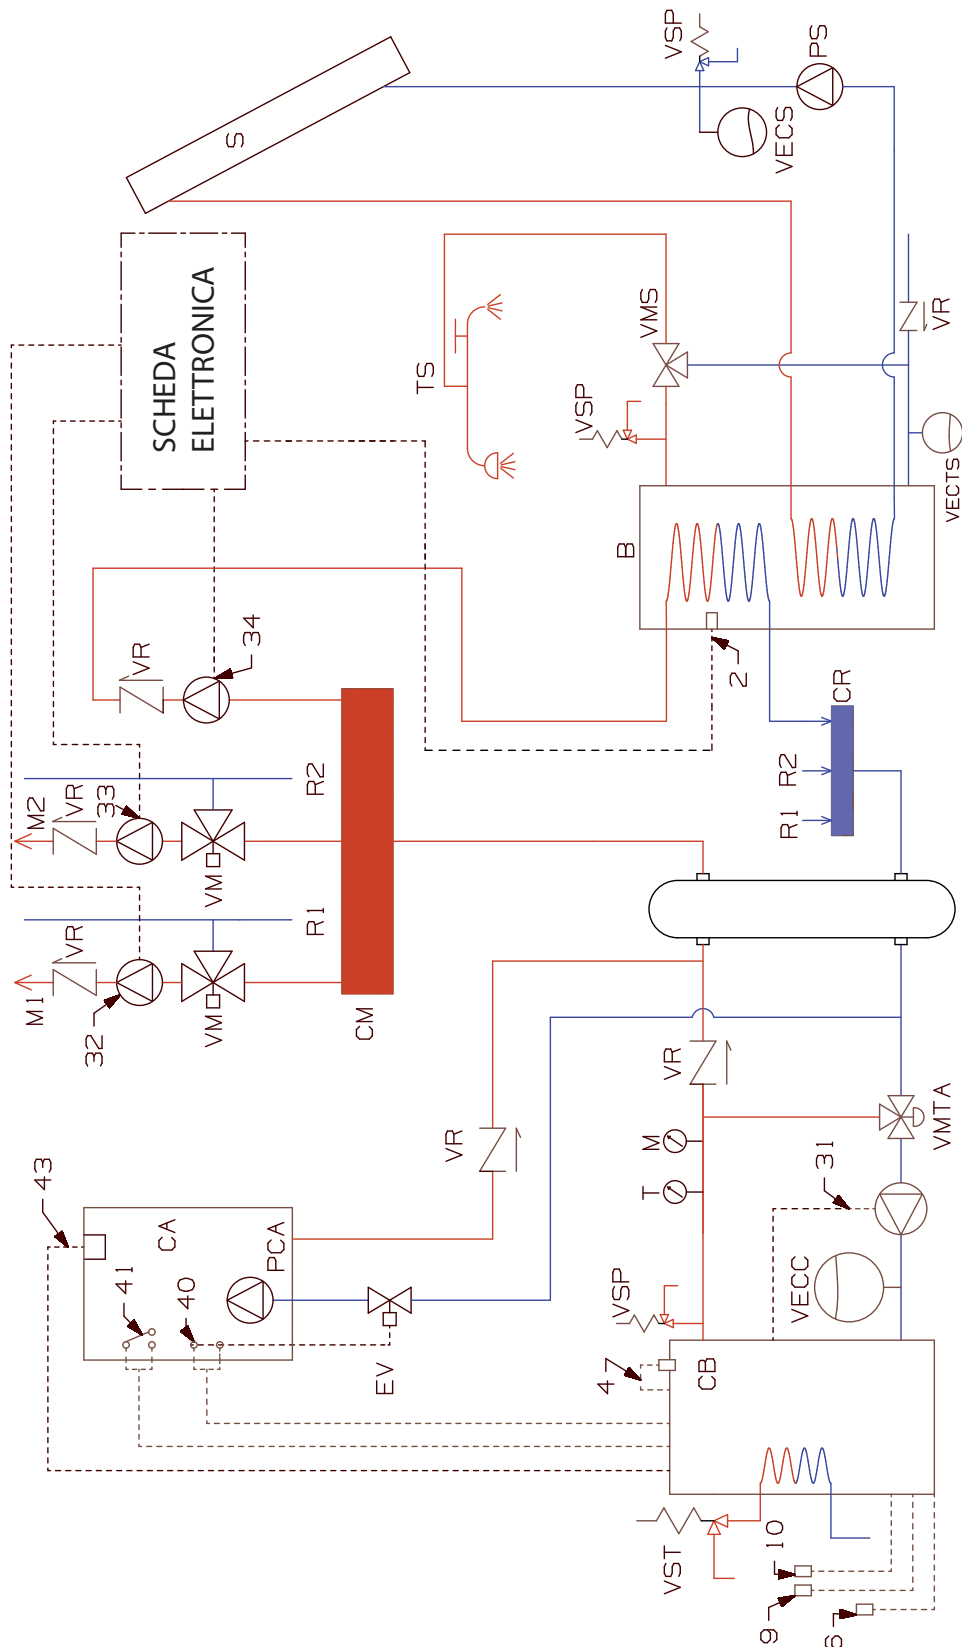 M1
M2
43
VR
VR
32
33
41
VR
CA
SCHEDA
ELETTRONICA
40
VM
VM
S
34
PCA
R1
R2
CM
EV
TS
VR
VSP
47
VSP
B
T
M
VMS
VST
VR
VSP
CB
2
9
10
R1
R2
VECS
VECC
PS
31
6
CR
VMTA
VR
VECTS